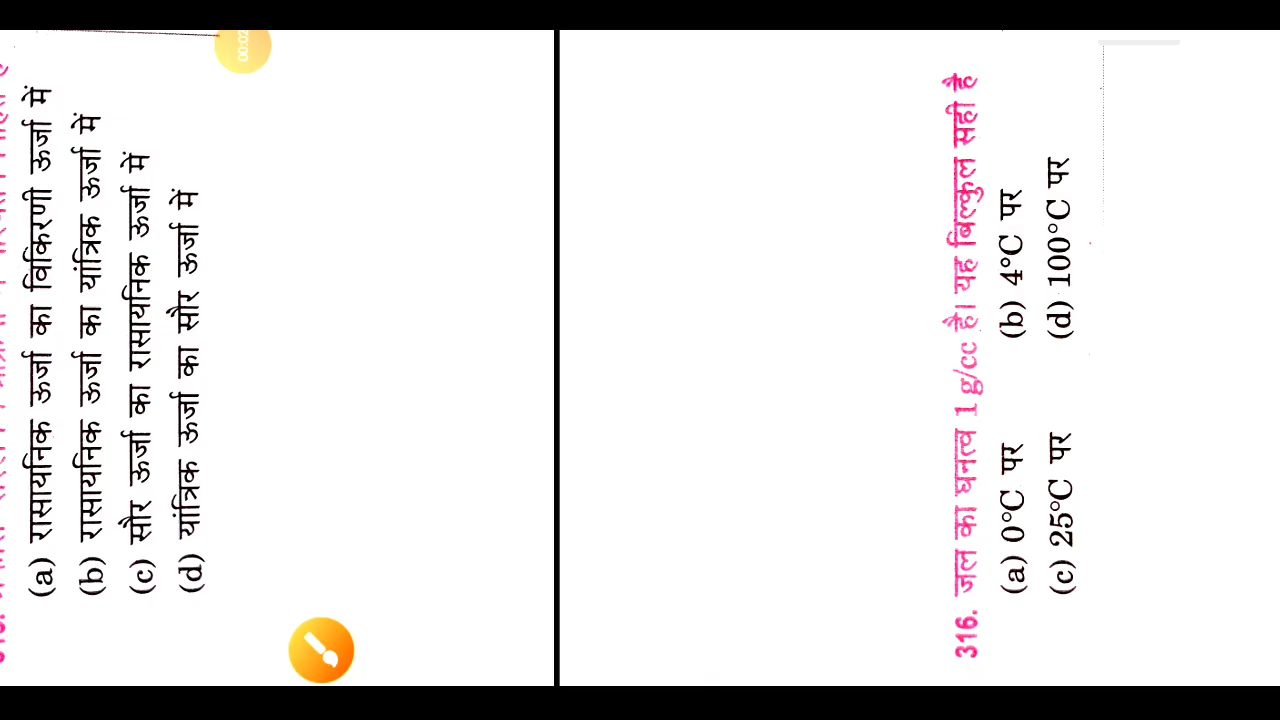 (a) रासायनिक ऊर्जा का विकिरणी ऊर्जा में
(b) रासायनिक ऊर्जा का यांत्रिक ऊर्जा में
(c) सौर ऊर्जा का रासायनिक ऊर्जा में
(d) यांत्रिक ऊर्जा का सौर ऊर्जा में
316. जल का घनत्व 1 g/cc है। यह बिल्कुल सही है
(a) 0°C पर (b) 4°C पर
(c) 25°C पर (d) 100°C पर